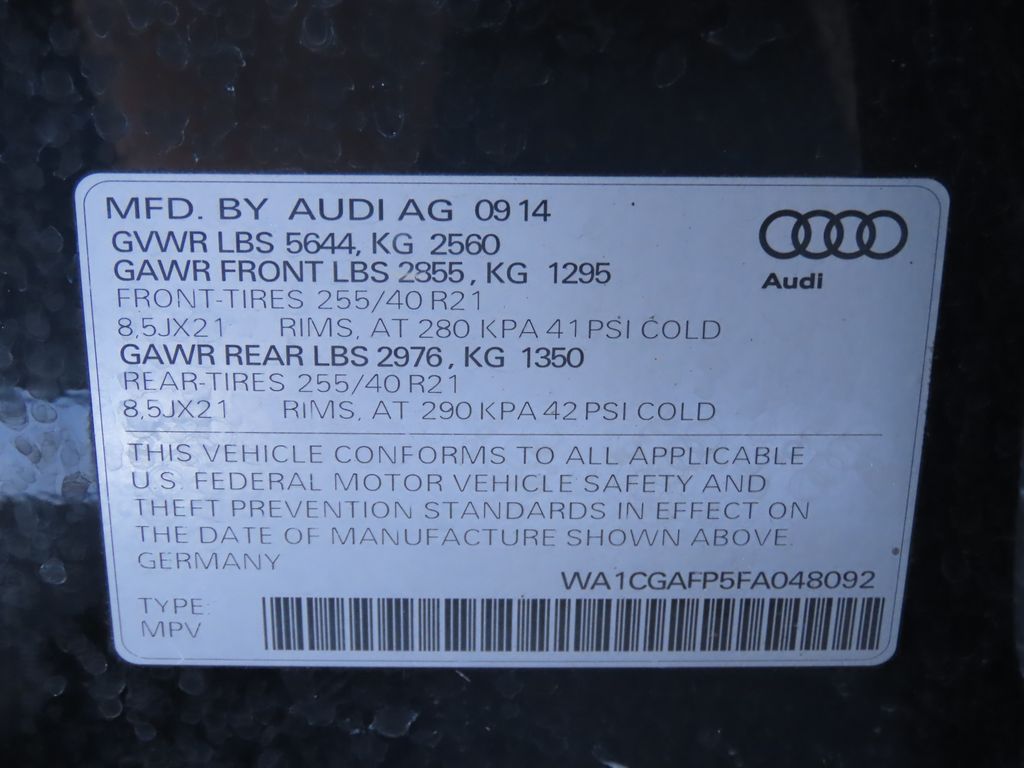 MFD. BY AUDI AG 09 14
GVWR LBS 5644, KG 2560
GAWR FRONT LBS 2855, KG 1295
FRONT-TIRES 255/40 R21
8,5JX21 RIMS, AT 280 KPA 41 PSI COLD
GAWR REAR LBS 2976, KG 1350
REAR-TIRES 255/40 R21
8,5JX21 RIMS, AT 290 KPA 42 PSI COLD
Audi
THIS VEHICLE CONFORMS TO ALL APPLICABLE
U.S. FEDERAL MOTOR VEHICLE SAFETY AND
THEFT PREVENTION STANDARDS IN EFFECT ON
THE DATE OF MANUFACTURE SHOWN ABOVE.
GERMANY
WA1CGAFP5FA048092
TYPE:
MPV